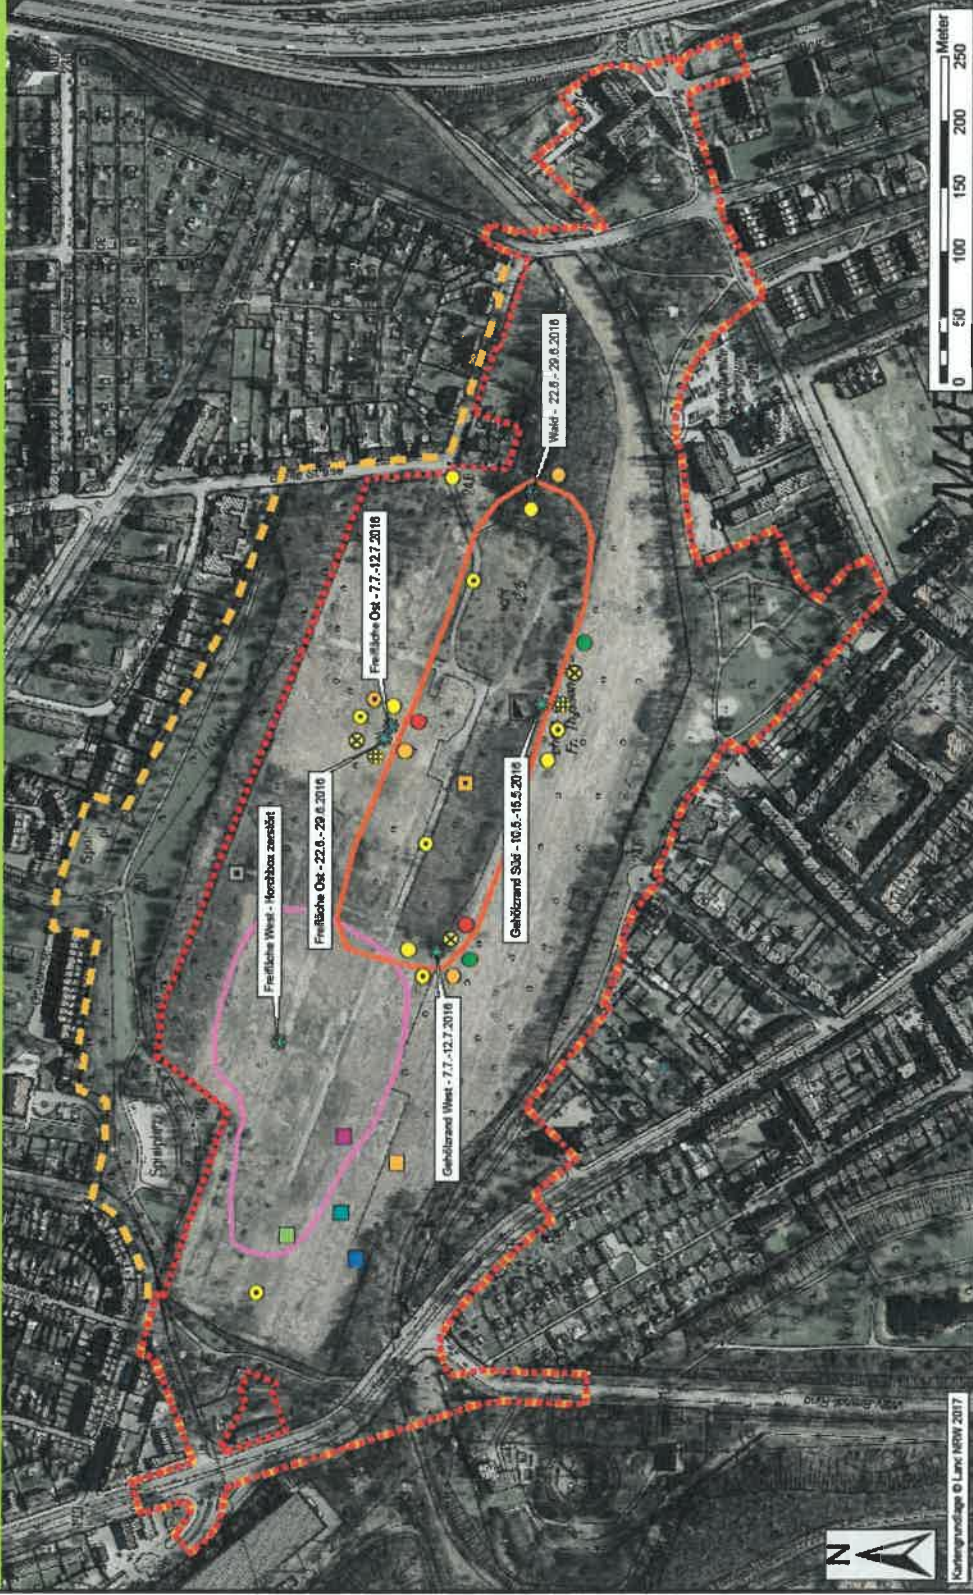 Freifläche West - Horchbox zerstört
Freifläche Ost - 22.6.- 29.6.2016
Freifläche Ost - 7.7.-12.7.2016
Wald - 22.6.- 29.6.2016
Gehölzrand West - 7.7.-12.7.2016
Gehölzrand Süd - 10.5.-15.5.2016
Spielpl
N
Kartengrundlage © Land NRW 2017
0 50 100 150 200 250
Meter